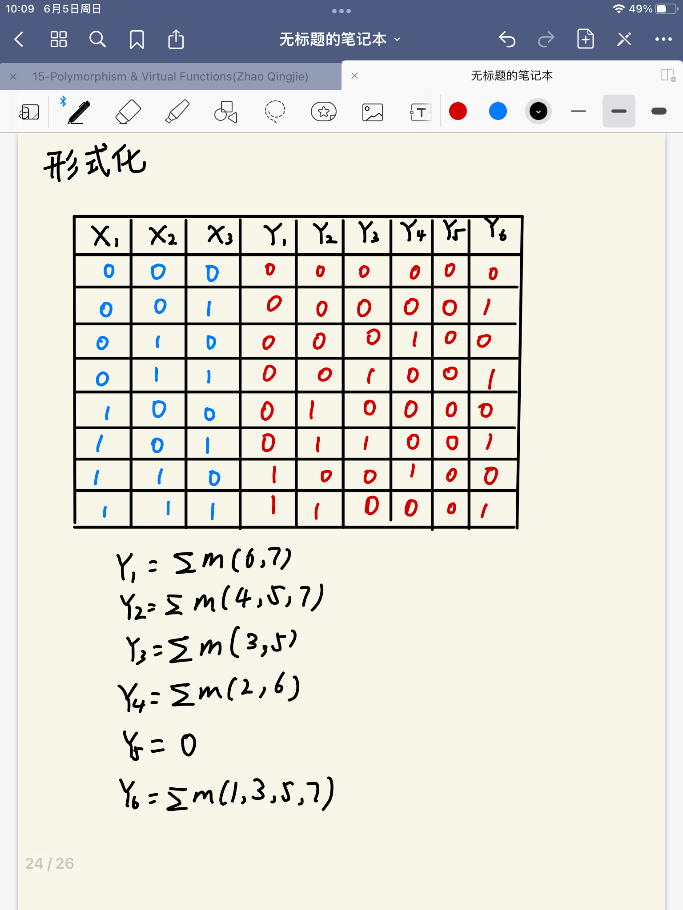 10:09 6月5日周日
49%
无标题的笔记本
15-Polymorphism & Virtual Functions(Zhao Qingjie)
无标题的笔记本
形式化
X₁ X₂ X₃ Y₁ Y₂ Y₃ Y₄ Y₅ Y₆
0 0 0 0 0 0 0 0 0
0 0 1 0 0 0 0 0 1
0 1 0 0 0 0 1 0 0
0 1 1 0 0 1 0 0 1
1 0 0 0 1 0 0 0 0
1 0 1 0 1 1 0 0 1
1 1 0 1 0 0 1 0 0
1 1 1 1 1 0 0 0 1
Y₁ = Σm(6,7)
Y₂ = Σm(4,5,7)
Y₃ = Σm(3,5)
Y₄ = Σm(2,6)
Y₅ = 0
Y₆ = Σm(1,3,5,7)
24 / 26